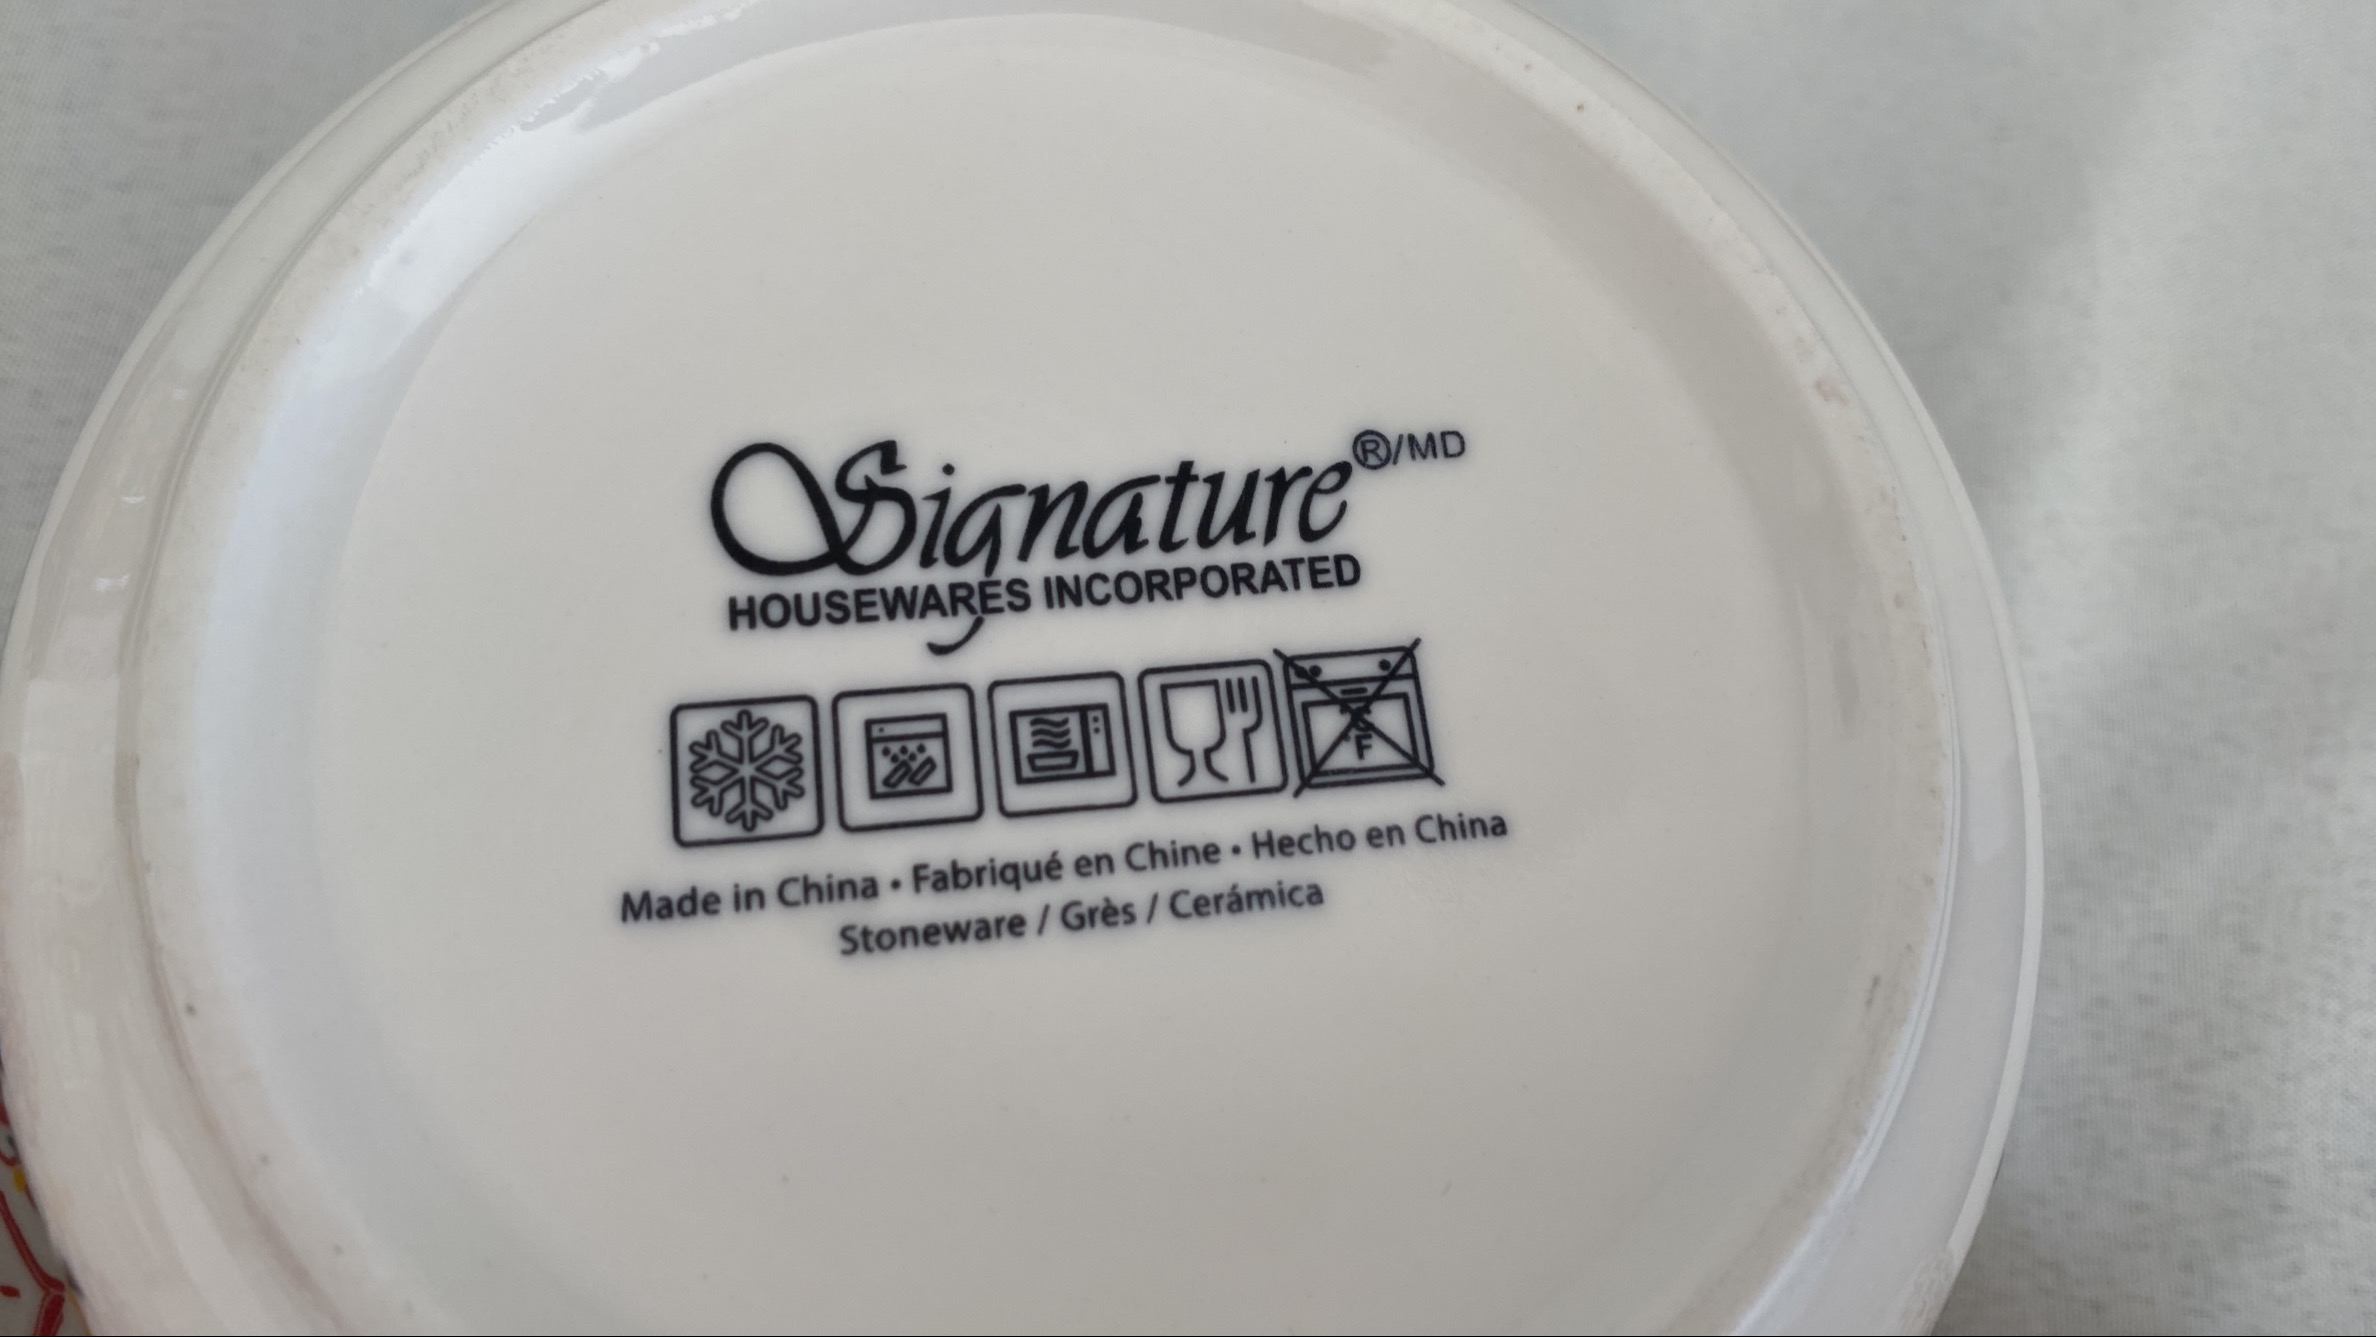 Signature®/MD
HOUSEWARES INCORPORATED
F
Made in China • Fabriqué en Chine • Hecho en China
Stoneware / Grès / Cerámica